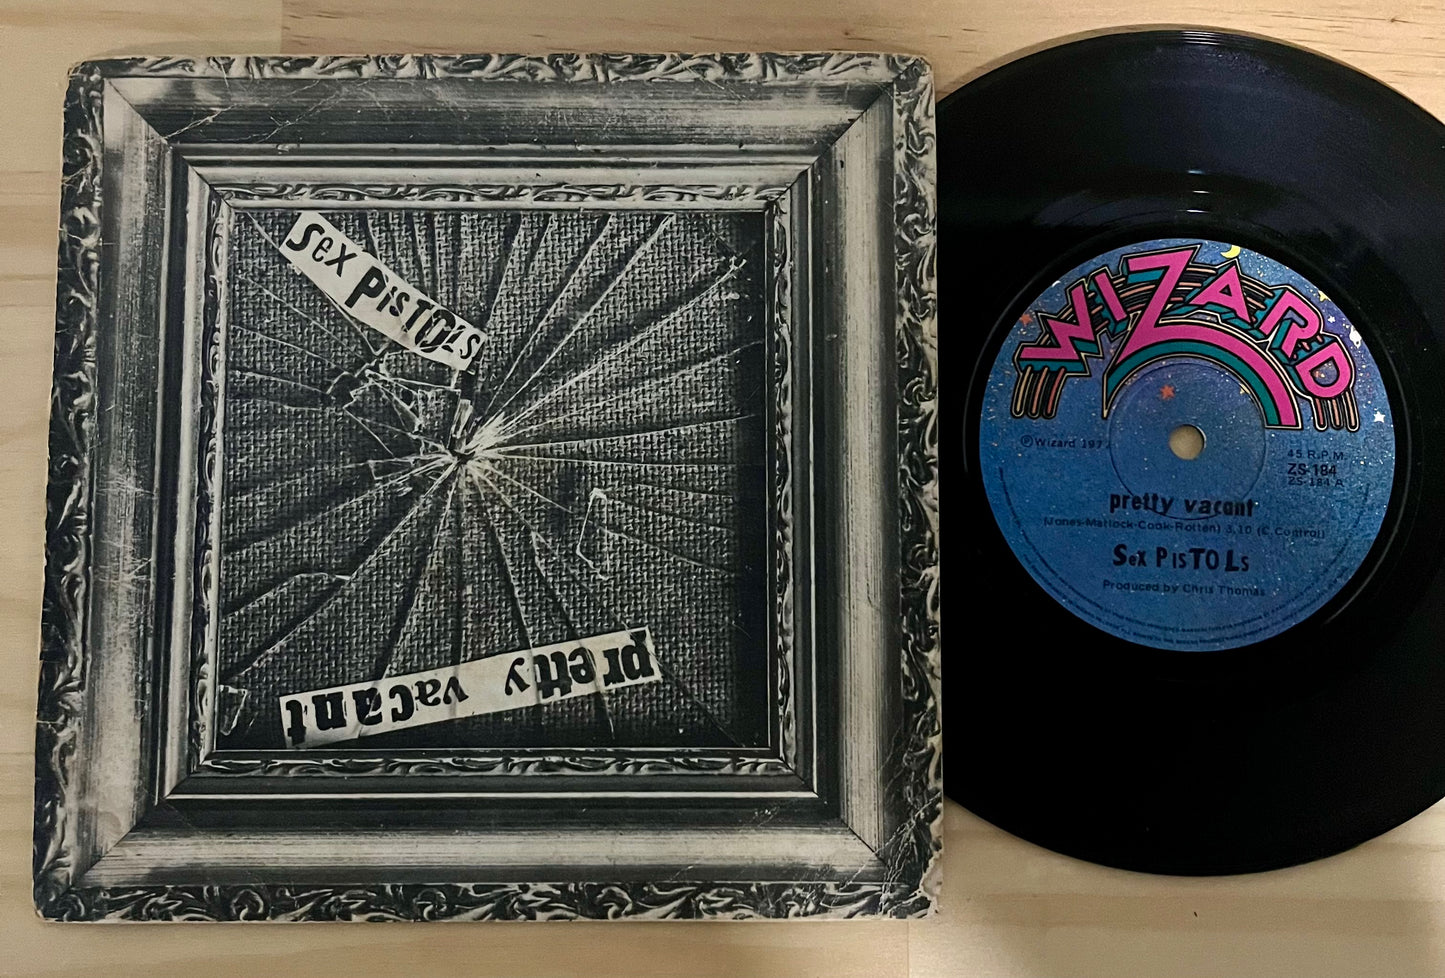 Sex PisTOLs
pretty vacant
WIZARD
℗Wizard 1977
45 R.P.M.
ZS-184
ZS-184 A
pretty vacant
(Jones-Matlock-Cook-Rotten) 3.10 (C.Control)
Sex PisTOLs
Produced by Chris Thomas